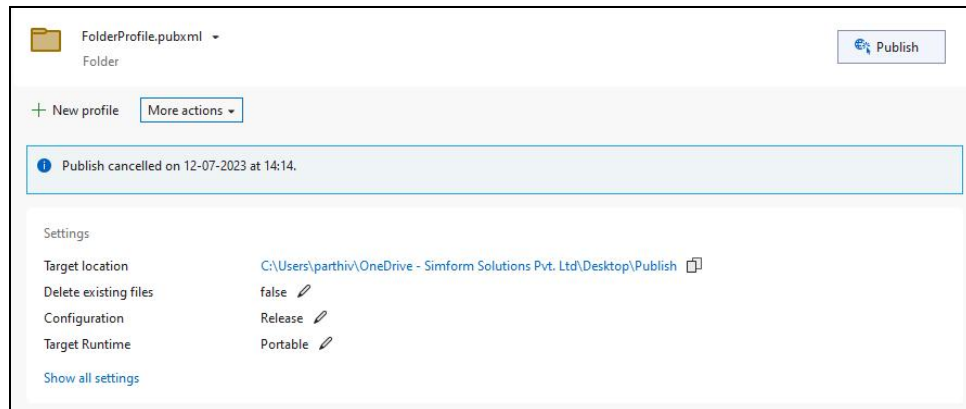 FolderProfile.pubxml
Folder
Publish
New profile
More actions
Publish cancelled on 12-07-2023 at 14:14.
Settings
Target location C:\Users\parthiv\OneDrive - Simform Solutions Pvt. Ltd\Desktop\Publish
Delete existing files false
Configuration Release
Target Runtime Portable
Show all settings